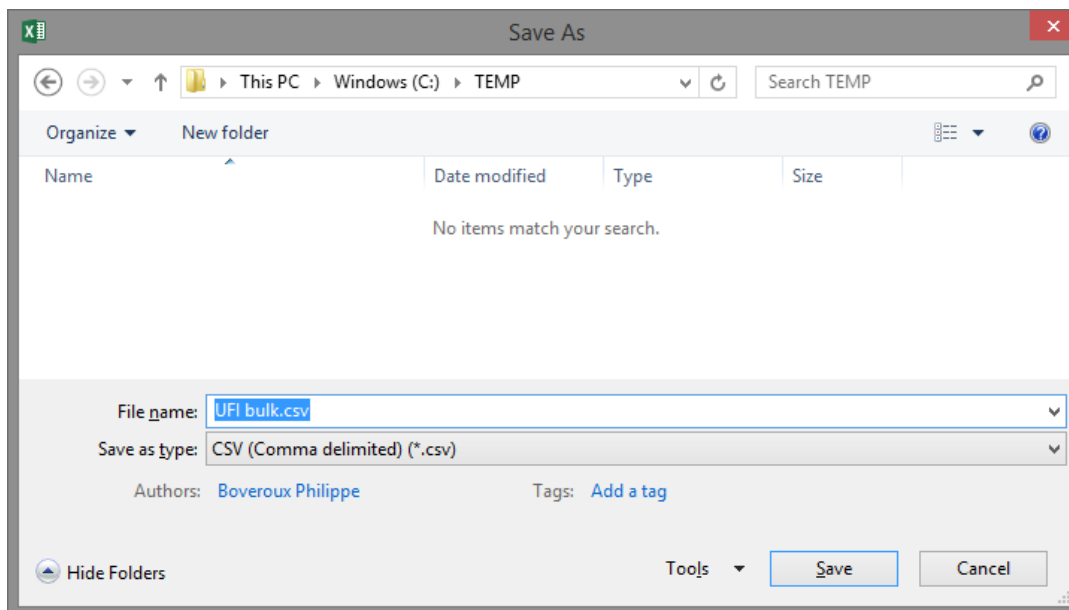 Save As
This PC Windows (C:) TEMP Search TEMP
Organize New folder
Name Date modified Type Size
No items match your search.
File name: UFI bulk.csv
Save as type: CSV (Comma delimited) (*.csv)
Authors: Boveroux Philippe Tags: Add a tag
Hide Folders Tools Save Cancel